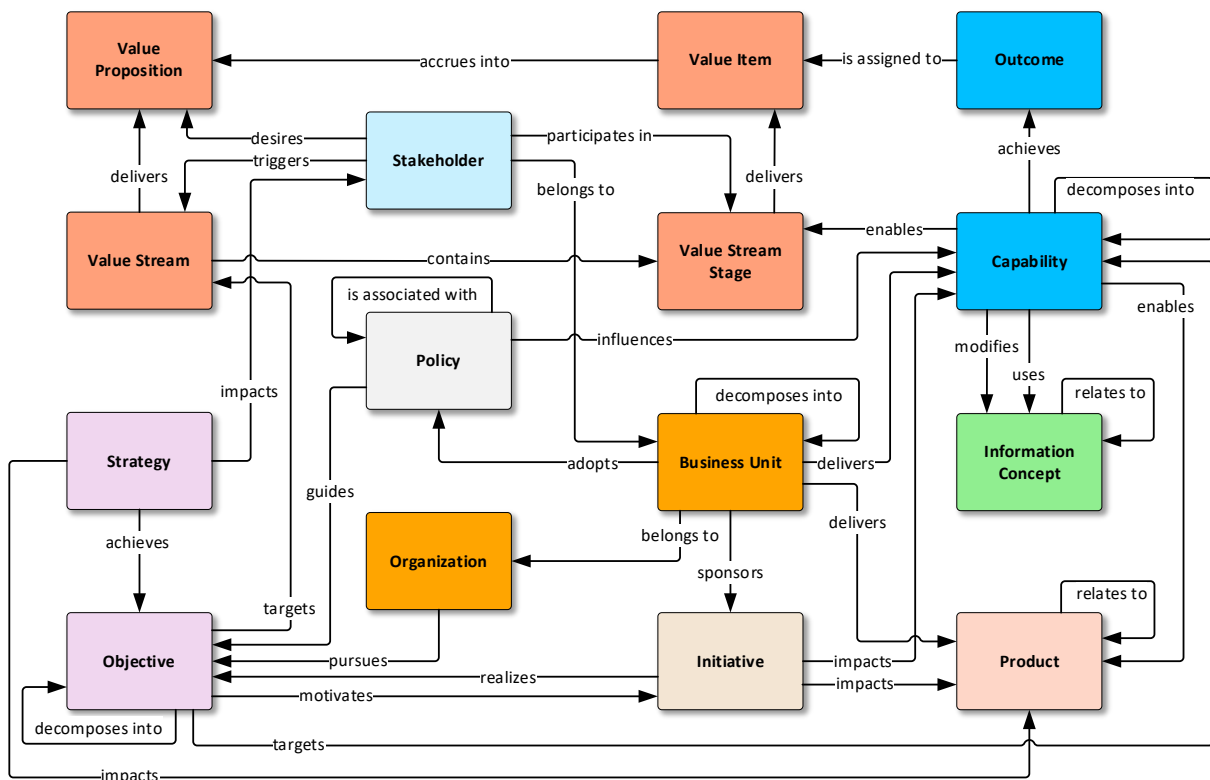 Value
Proposition
accrues into
Value Item
is assigned to
Outcome
desires
triggers
Stakeholder
participates in
belongs to
delivers
delivers
achieves
decomposes into
Value Stream
contains
Value Stream
Stage
enables
Capability
enables
is associated with
Policy
influences
modifies
uses
impacts
decomposes into
relates to
Strategy
guides
adopts
Business Unit
delivers
Information
Concept
achieves
Organization
belongs to
sponsors
delivers
targets
relates to
Objective
pursues
realizes
motivates
Initiative
impacts
impacts
Product
decomposes into
targets
impacts